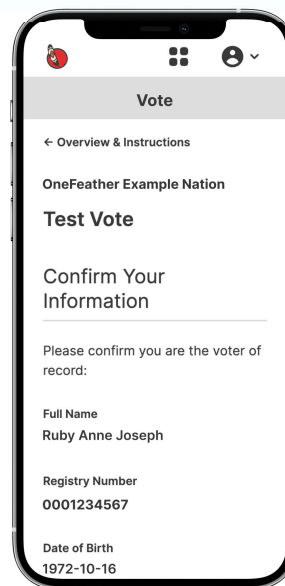 Vote
← Overview & Instructions
OneFeather Example Nation
Test Vote
Confirm Your
Information
Please confirm you are the voter of
record:
Full Name
Ruby Anne Joseph
Registry Number
0001234567
Date of Birth
1972-10-16